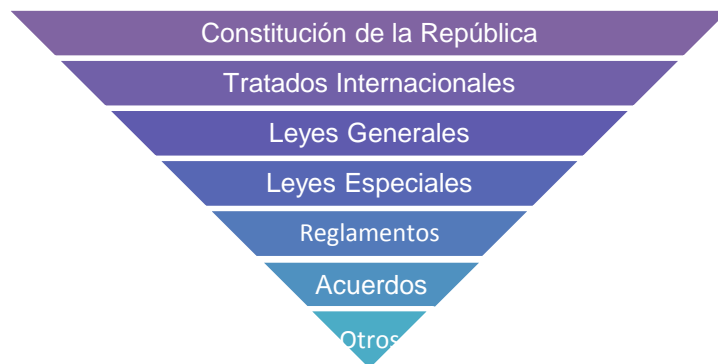 Constitución de la República
Tratados Internacionales
Leyes Generales
Leyes Especiales
Reglamentos
Acuerdos
Otros